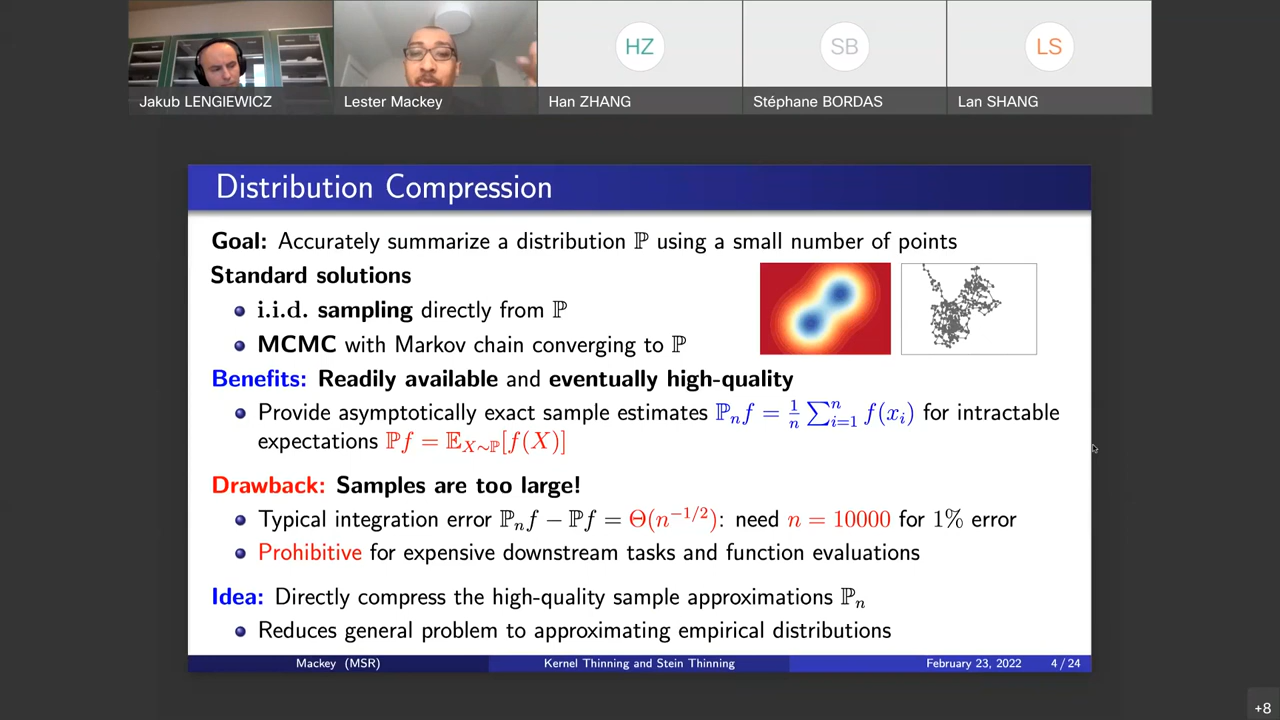 HZ
SB
LS
Jakub LENGIEWICZ
Lester Mackey
Han ZHANG
Stéphane BORDAS
Lan SHANG
Distribution Compression
Goal: Accurately summarize a distribution ℙ using a small number of points
Standard solutions
i.i.d. sampling directly from ℙ
MCMC with Markov chain converging to ℙ
Benefits: Readily available and eventually high-quality
Provide asymptotically exact sample estimates ℙₙf = 1/n ∑ᵢ₌₁ⁿ f(xᵢ) for intractable
expectations ℙf = 𝔼_{X∼ℙ}[f(X)]
Drawback: Samples are too large!
Typical integration error ℙₙf − ℙf = Θ(n^{−1/2}): need n = 10000 for 1% error
Prohibitive for expensive downstream tasks and function evaluations
Idea: Directly compress the high-quality sample approximations ℙₙ
Reduces general problem to approximating empirical distributions
Mackey (MSR)
Kernel Thinning and Stein Thinning
February 23, 2022
4 / 24
+8